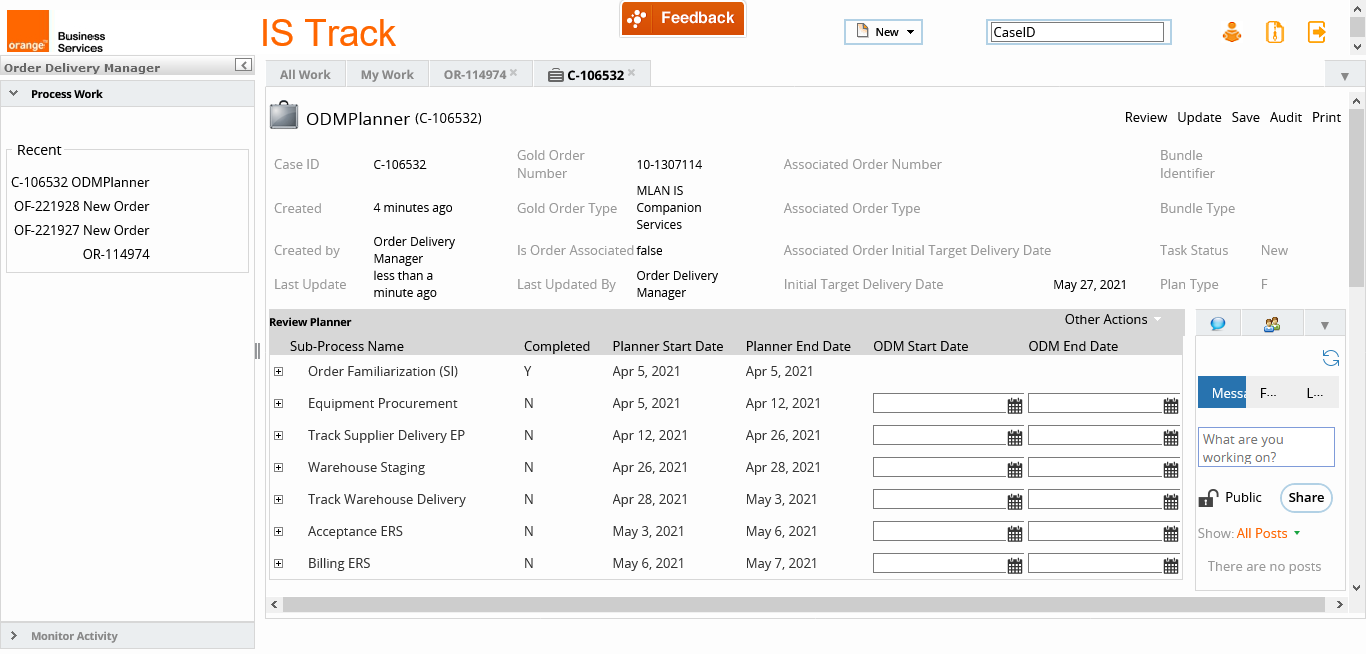 orange™
Business
Services
IS Track
Feedback
New
CaseID
Order Delivery Manager
Process Work
Recent
C-106532 ODMPlanner
OF-221928 New Order
OF-221927 New Order
OR-114974
Monitor Activity
All Work
My Work
OR-114974
C-106532
ODMPlanner (C-106532)
Review Update Save Audit Print
Case ID C-106532 Gold Order Number 10-1307114 Associated Order Number Bundle Identifier
Created 4 minutes ago Gold Order Type MLAN IS Companion Services Associated Order Type Bundle Type
Created by Order Delivery Manager Is Order Associated false Associated Order Initial Target Delivery Date Task Status New
Last Update less than a minute ago Last Updated By Order Delivery Manager Initial Target Delivery Date May 27, 2021 Plan Type F
Review Planner Other Actions
Sub-Process Name Completed Planner Start Date Planner End Date ODM Start Date ODM End Date
Order Familiarization (SI) Y Apr 5, 2021 Apr 5, 2021
Equipment Procurement N Apr 5, 2021 Apr 12, 2021
Track Supplier Delivery EP N Apr 12, 2021 Apr 26, 2021
Warehouse Staging N Apr 26, 2021 Apr 28, 2021
Track Warehouse Delivery N Apr 28, 2021 May 3, 2021
Acceptance ERS N May 3, 2021 May 6, 2021
Billing ERS N May 6, 2021 May 7, 2021
Messa F... L...
What are you
working on?
Public Share
Show: All Posts
There are no posts